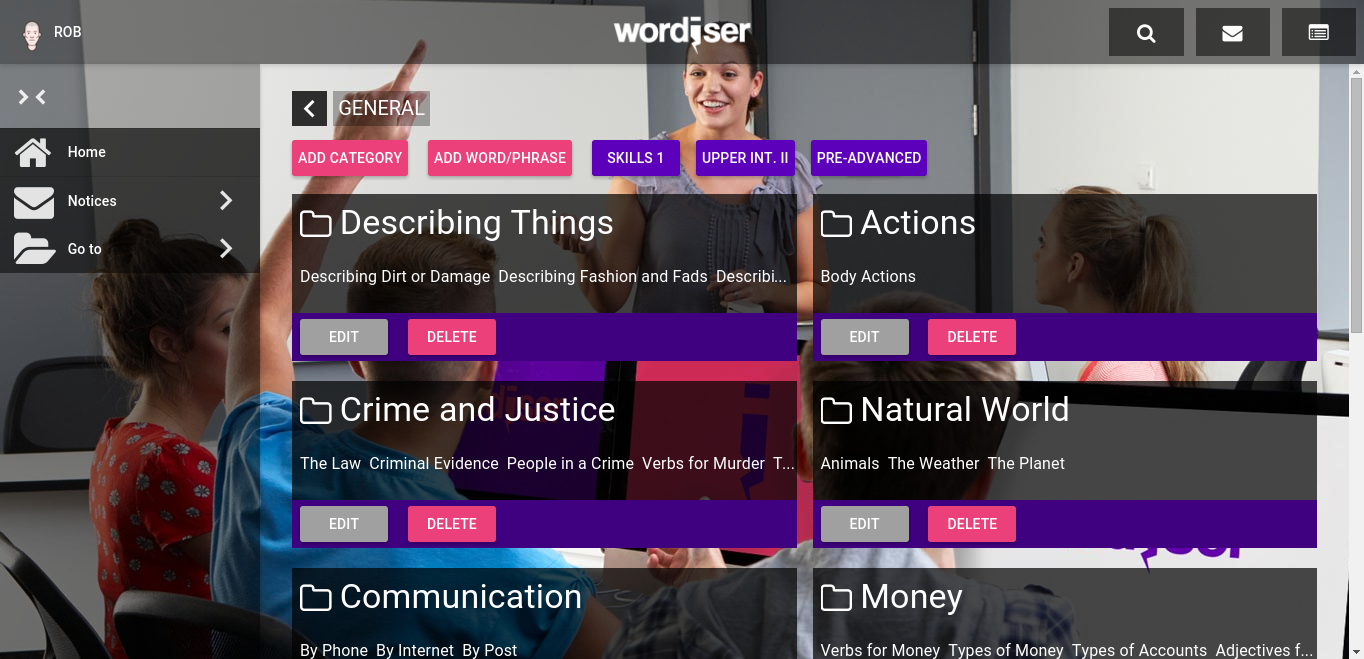 ROB
wordiser
GENERAL
ADD CATEGORY ADD WORD/PHRASE SKILLS 1 UPPER INT. II PRE-ADVANCED
Home
Notices
Go to
Describing Things
Describing Dirt or Damage Describing Fashion and Fads Describi...
EDIT DELETE
Actions
Body Actions
EDIT DELETE
Crime and Justice
The Law Criminal Evidence People in a Crime Verbs for Murder T...
EDIT DELETE
Natural World
Animals The Weather The Planet
EDIT DELETE
Communication
By Phone By Internet By Post
Money
Verbs for Money Types of Money Types of Accounts Adjectives f...